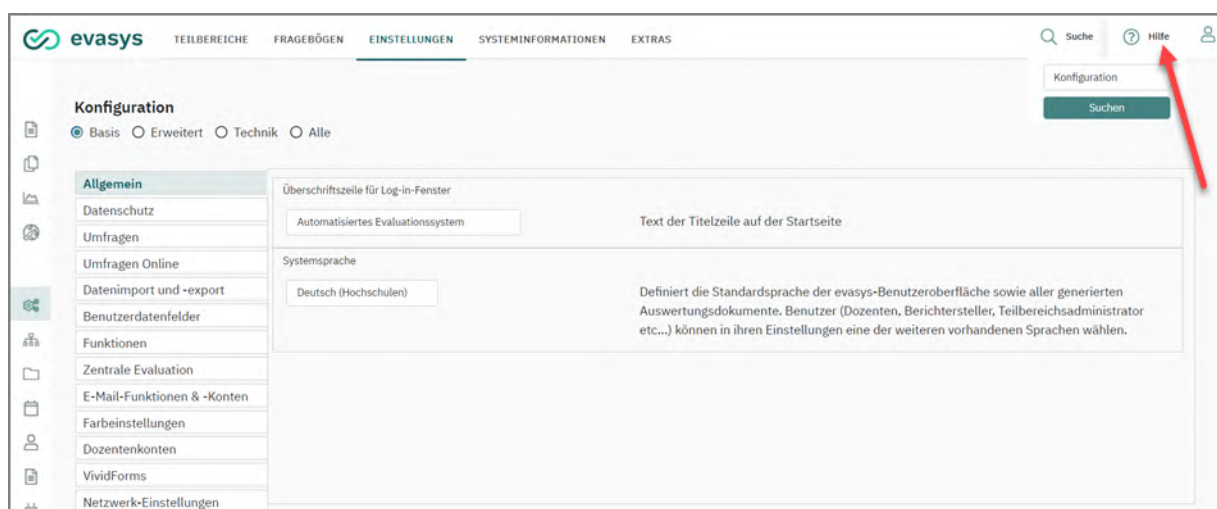 evasys
TEILBEREICHE FRAGEBÖGEN EINSTELLUNGEN SYSTEMINFORMATIONEN EXTRAS
Suche Hilfe
Konfiguration
Suchen
Konfiguration
Basis Erweitert Technik Alle
Allgemein
Datenschutz
Umfragen
Umfragen Online
Datenimport und -export
Benutzerdatenfelder
Funktionen
Zentrale Evaluation
E-Mail-Funktionen & -Konten
Farbeinstellungen
Dozentenkonten
VividForms
Netzwerk-Einstellungen
Überschriftszeile für Log-in-Fenster
Automatisiertes Evaluationssystem
Text der Titelzeile auf der Startseite
Systemsprache
Deutsch (Hochschulen)
Definiert die Standardsprache der evasys-Benutzeroberfläche sowie aller generierten
Auswertungsdokumente. Benutzer (Dozenten, Berichtersteller, Teilbereichsadministrator
etc...) können in ihren Einstellungen eine der weiteren vorhandenen Sprachen wählen.